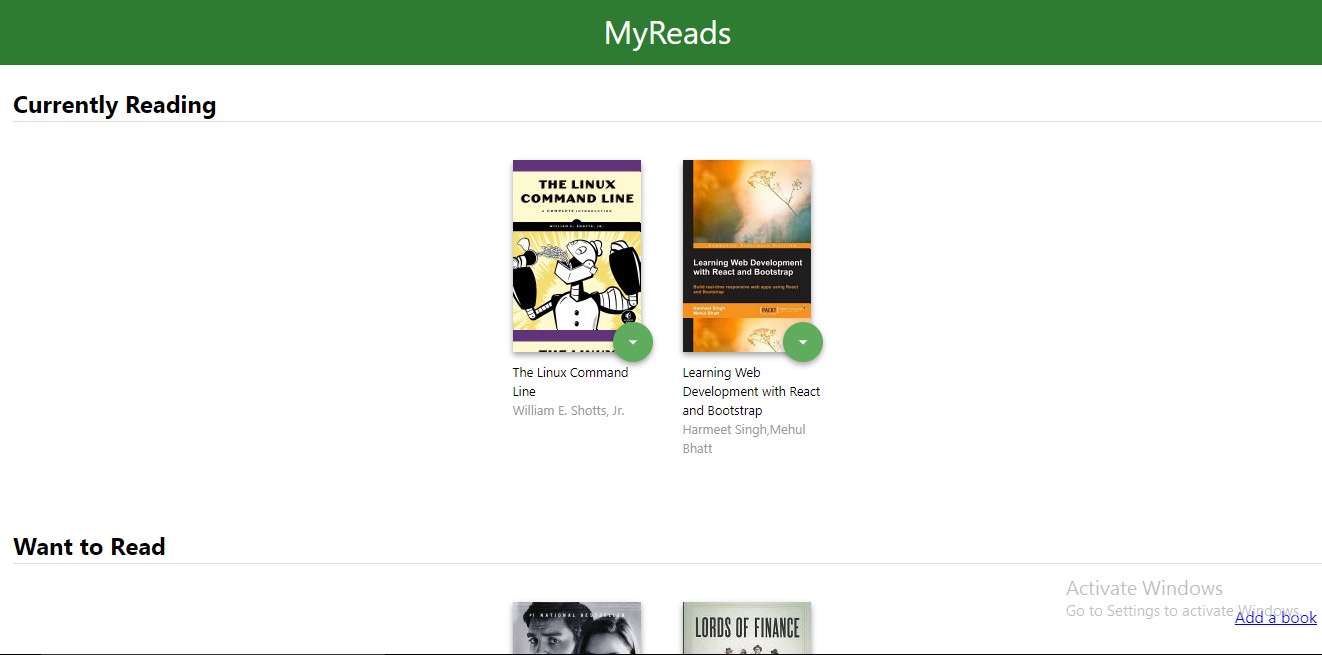 MyReads
Currently Reading
THE LINUX
COMMAND LINE
A COMPLETE INTRODUCTION
WILLIAM E. SHOTTS, JR.
THE LINUX
Learning Web Development
with React and Bootstrap
Build real-time responsive web apps using React
and Bootstrap
Harmeet Singh
Mehul Bhatt
PACKT
The Linux Command
Line
William E. Shotts, Jr.
Learning Web
Development with React
and Bootstrap
Harmeet Singh,Mehul
Bhatt
Want to Read
#1 NATIONAL BESTSELLER
LORDS OF FINANCE
Activate Windows
Go to Settings to activate Windows.
Add a book